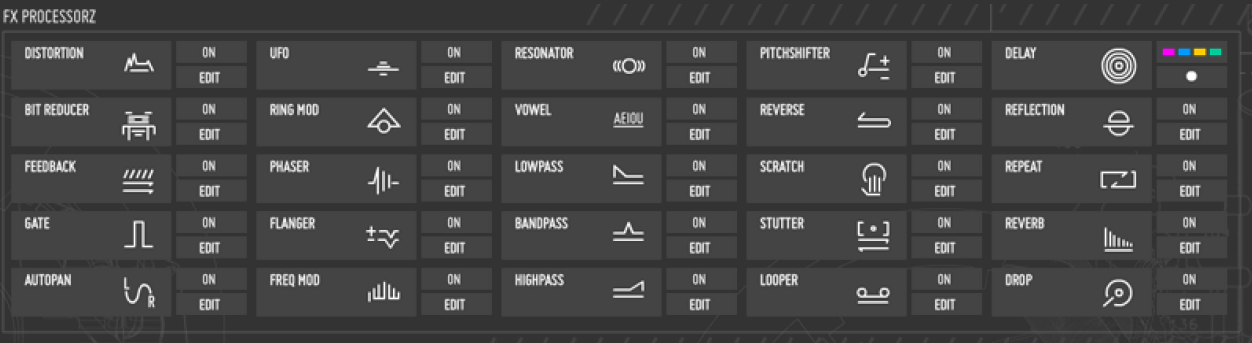 FX PROCESSORZ
DISTORTION ON UFO ON RESONATOR ON PITCHSHIFTER ON DELAY
EDIT EDIT EDIT EDIT
BIT REDUCER ON RING MOD ON VOWEL ON REVERSE ON REFLECTION ON
EDIT EDIT AEIOU EDIT EDIT EDIT
FEEDBACK ON PHASER ON LOWPASS ON SCRATCH ON REPEAT ON
EDIT EDIT EDIT EDIT EDIT
GATE ON FLANGER ON BANDPASS ON STUTTER ON REVERB ON
EDIT EDIT EDIT EDIT EDIT
AUTOPAN L R ON FREQ MOD ON HIGHPASS ON LOOPER ON DROP ON
EDIT EDIT EDIT EDIT EDIT